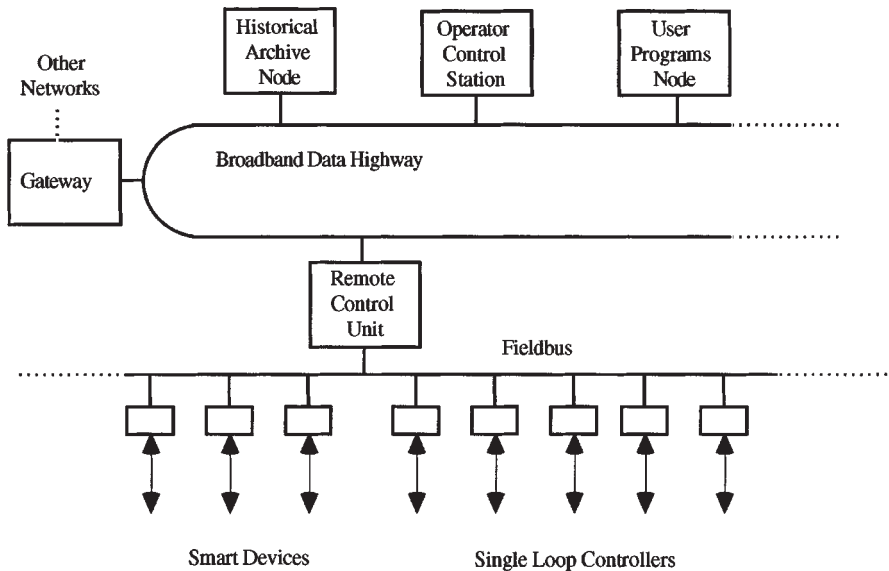 Historical
Archive
Node
Operator
Control
Station
User
Programs
Node
Other
Networks
Gateway
Broadband Data Highway
Remote
Control
Unit
Fieldbus
Smart Devices
Single Loop Controllers